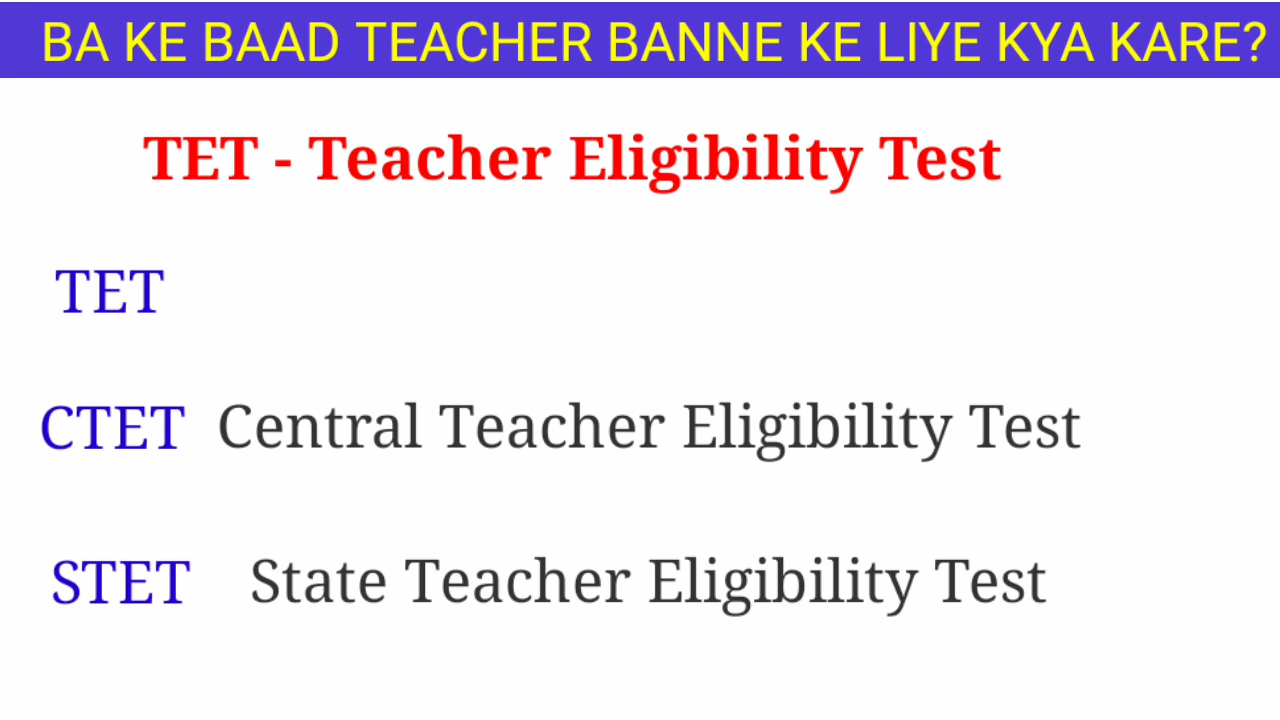 BA KE BAAD TEACHER BANNE KE LIYE KYA KARE?
TET - Teacher Eligibility Test
TET
CTET Central Teacher Eligibility Test
STET State Teacher Eligibility Test